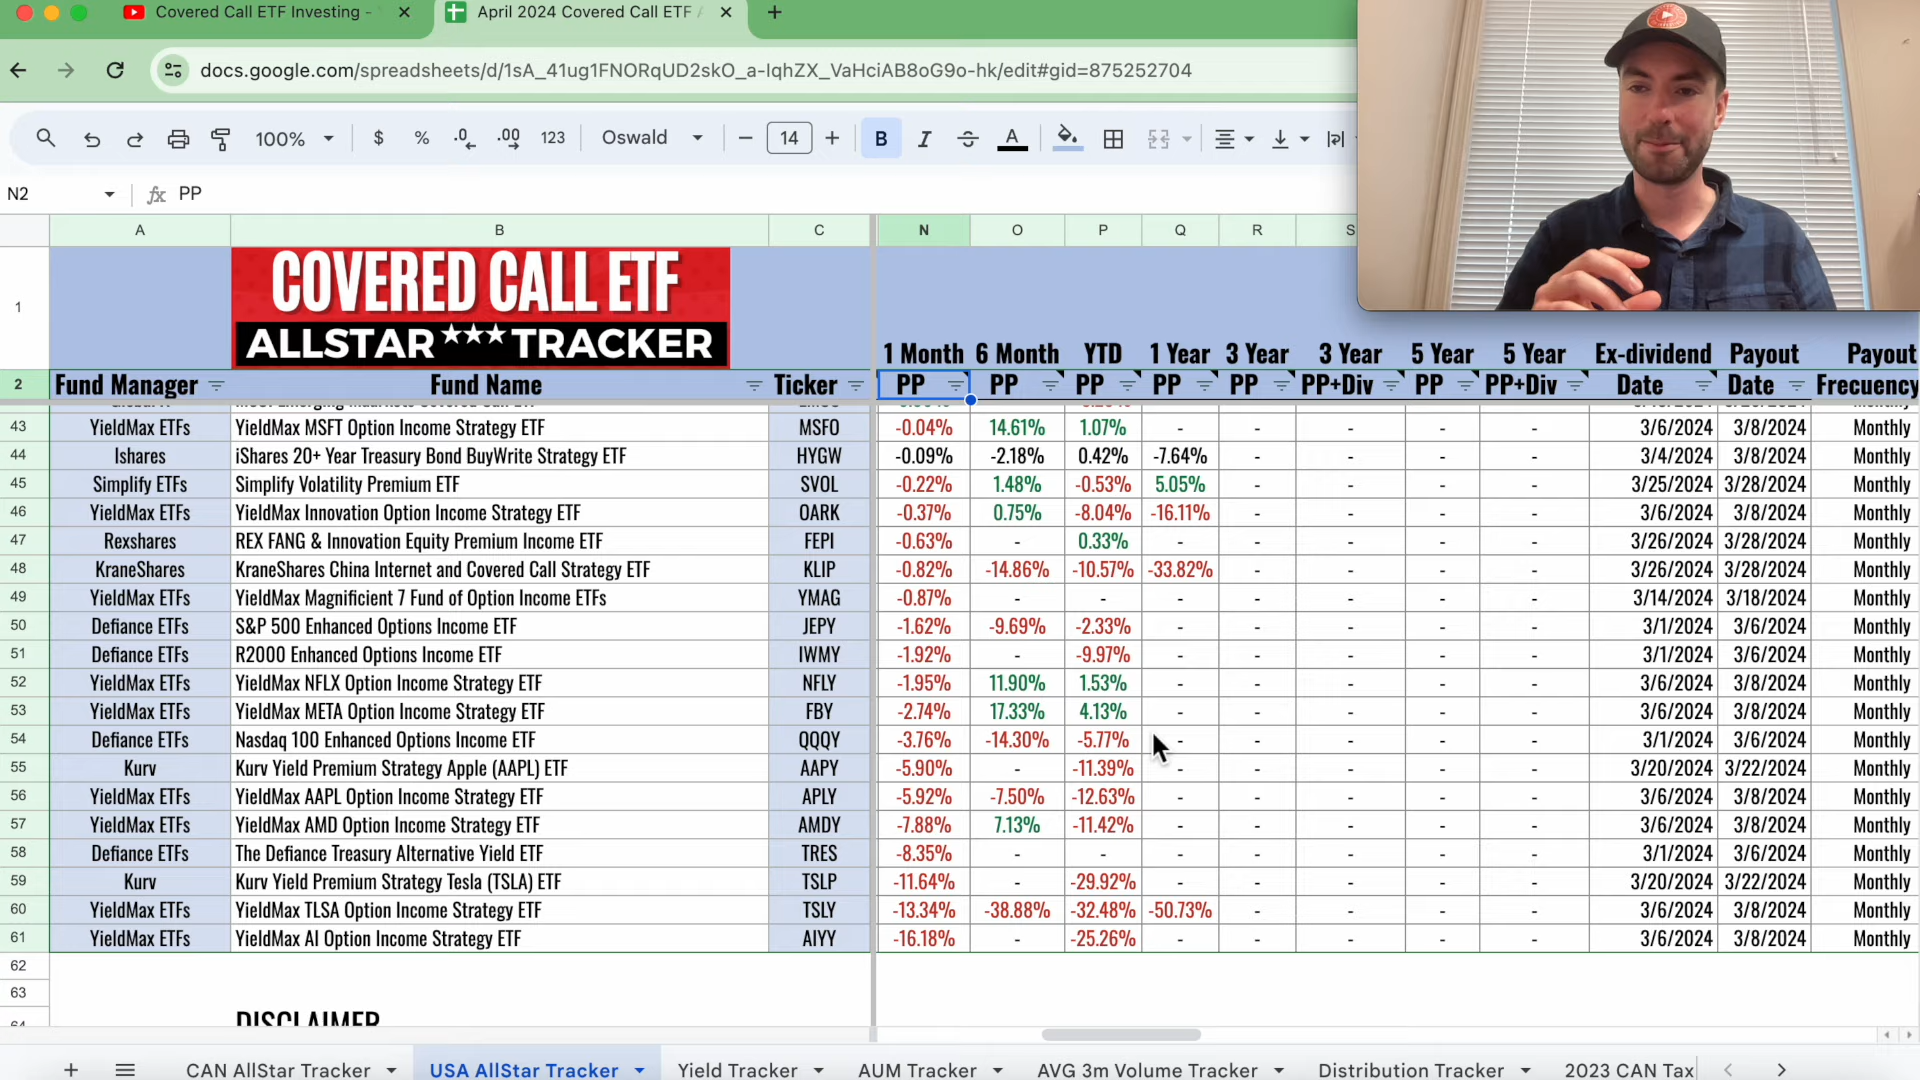 Covered Call ETF Investing -
April 2024 Covered Call ETF
docs.google.com/spreadsheets/d/1sA_41ug1FNORqUD2skO_a-IqhZX_VaHciAB8oG9o-hk/edit#gid=875252704
100% $ % .0 .00 123 Oswald 14 B I A
N2 fx PP
A B C N O P Q R S
1
COVERED CALL ETF
ALLSTAR TRACKER
1 Month 6 Month YTD 1 Year 3 Year 3 Year 5 Year 5 Year Ex-dividend Payout Payout
2 Fund Manager Fund Name Ticker PP PP PP PP PP PP+Div PP PP+Div Date Date Frecuency
43 YieldMax ETFs YieldMax MSFT Option Income Strategy ETF MSFO -0.04% 14.61% 1.07% - - - - - 3/6/2024 3/8/2024 Monthly
44 Ishares iShares 20+ Year Treasury Bond BuyWrite Strategy ETF HYGW -0.09% -2.18% 0.42% -7.64% - - - - 3/4/2024 3/8/2024 Monthly
45 Simplify ETFs Simplify Volatility Premium ETF SVOL -0.22% 1.48% -0.53% 5.05% - - - - 3/25/2024 3/28/2024 Monthly
46 YieldMax ETFs YieldMax Innovation Option Income Strategy ETF OARK -0.37% 0.75% -8.04% -16.11% - - - - 3/6/2024 3/8/2024 Monthly
47 Rexshares REX FANG & Innovation Equity Premium Income ETF FEPI -0.63% - 0.33% - - - - - 3/26/2024 3/28/2024 Monthly
48 KraneShares KraneShares China Internet and Covered Call Strategy ETF KLIP -0.82% -14.86% -10.57% -33.82% - - - - 3/26/2024 3/28/2024 Monthly
49 YieldMax ETFs YieldMax Magnificient 7 Fund of Option Income ETFs YMAG -0.87% - - - - - - - 3/14/2024 3/18/2024 Monthly
50 Defiance ETFs S&P 500 Enhanced Options Income ETF JEPY -1.62% -9.69% -2.33% - - - - - 3/1/2024 3/6/2024 Monthly
51 Defiance ETFs R2000 Enhanced Options Income ETF IWMY -1.92% - -9.97% - - - - - 3/1/2024 3/6/2024 Monthly
52 YieldMax ETFs YieldMax NFLX Option Income Strategy ETF NFLY -1.95% 11.90% 1.53% - - - - - 3/6/2024 3/8/2024 Monthly
53 YieldMax ETFs YieldMax META Option Income Strategy ETF FBY -2.74% 17.33% 4.13% - - - - - 3/6/2024 3/8/2024 Monthly
54 Defiance ETFs Nasdaq 100 Enhanced Options Income ETF QQQY -3.76% -14.30% -5.77% - - - - - 3/1/2024 3/6/2024 Monthly
55 Kurv Kurv Yield Premium Strategy Apple (AAPL) ETF AAPY -5.90% - -11.39% - - - - - 3/20/2024 3/22/2024 Monthly
56 YieldMax ETFs YieldMax AAPL Option Income Strategy ETF APLY -5.92% -7.50% -12.63% - - - - - 3/6/2024 3/8/2024 Monthly
57 YieldMax ETFs YieldMax AMD Option Income Strategy ETF AMDY -7.88% 7.13% -11.42% - - - - - 3/6/2024 3/8/2024 Monthly
58 Defiance ETFs The Defiance Treasury Alternative Yield ETF TRES -8.35% - - - - - - - 3/1/2024 3/6/2024 Monthly
59 Kurv Kurv Yield Premium Strategy Tesla (TSLA) ETF TSLP -11.64% - -29.92% - - - - - 3/20/2024 3/22/2024 Monthly
60 YieldMax ETFs YieldMax TLSA Option Income Strategy ETF TSLY -13.34% -38.88% -32.48% -50.73% - - - - 3/6/2024 3/8/2024 Monthly
61 YieldMax ETFs YieldMax AI Option Income Strategy ETF AIYY -16.18% - -25.26% - - - - - 3/6/2024 3/8/2024 Monthly
62
63
64 DISCLAIMER
CAN AllStar Tracker USA AllStar Tracker Yield Tracker AUM Tracker AVG 3m Volume Tracker Distribution Tracker 2023 CAN Tax